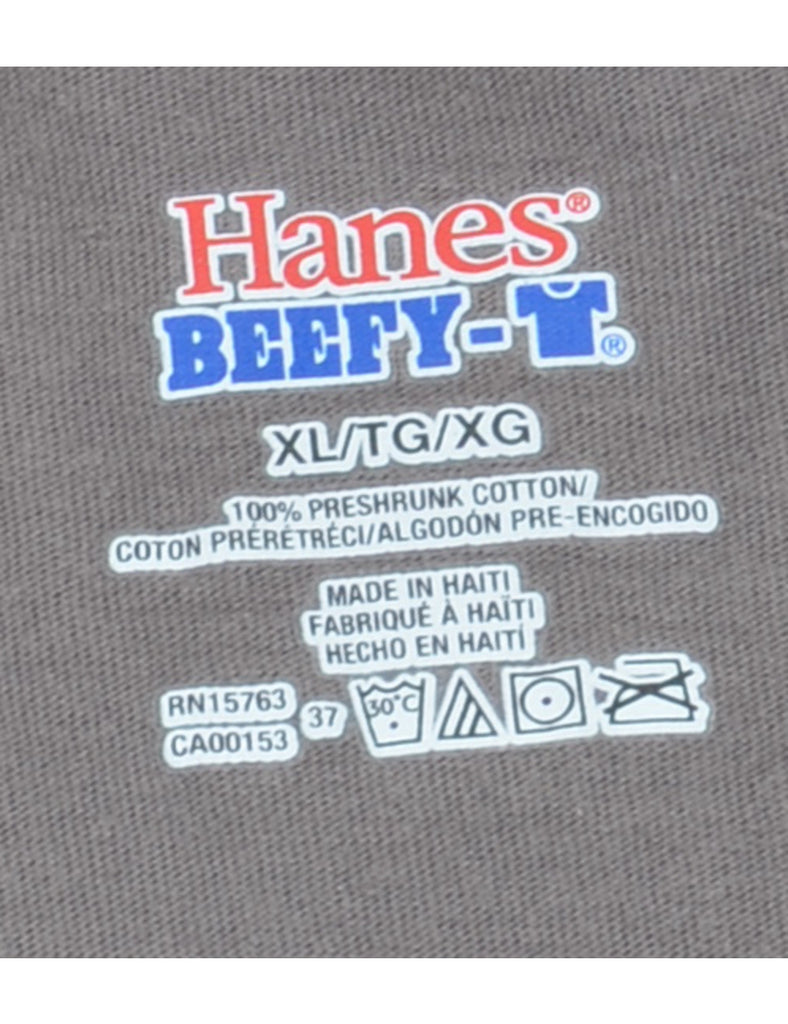 Hanes®
BEEFY-T®
XL/TG/XG
100% PRESHRUNK COTTON/
COTON PRÉRÉTRÉCI/ALGODÓN PRE-ENCOGIDO
MADE IN HAITI
FABRIQUÉ À HAÏTI
HECHO EN HAITÍ
RN15763
CA00153
37
30°C